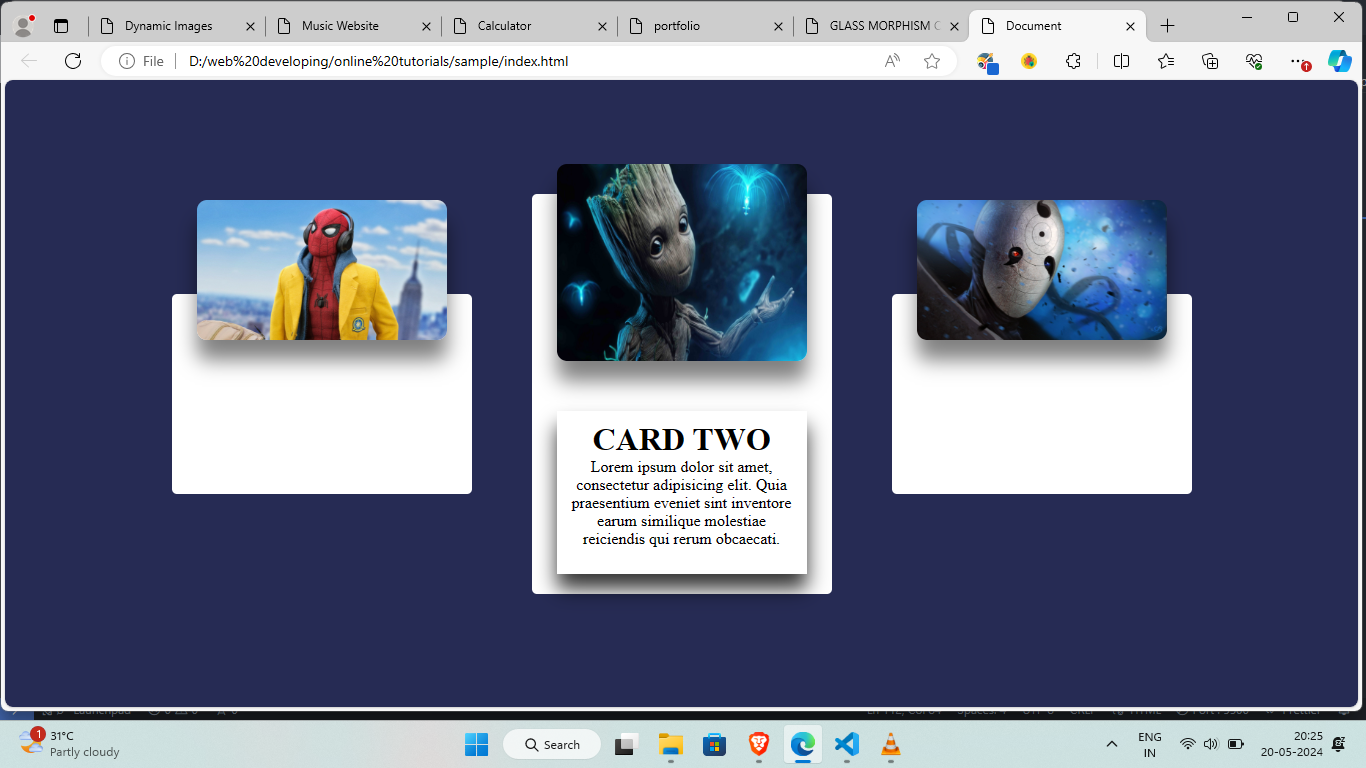 Dynamic Images
Music Website
Calculator
portfolio
GLASS MORPHISM C
Document
File
D:/web%20developing/online%20tutorials/sample/index.html
CARD TWO
Lorem ipsum dolor sit amet,
consectetur adipisicing elit. Quia
praesentium eveniet sint inventore
earum similique molestiae
reiciendis qui rerum obcaecati.
1
31°C
Partly cloudy
Search
ENG
IN
20:25
20-05-2024